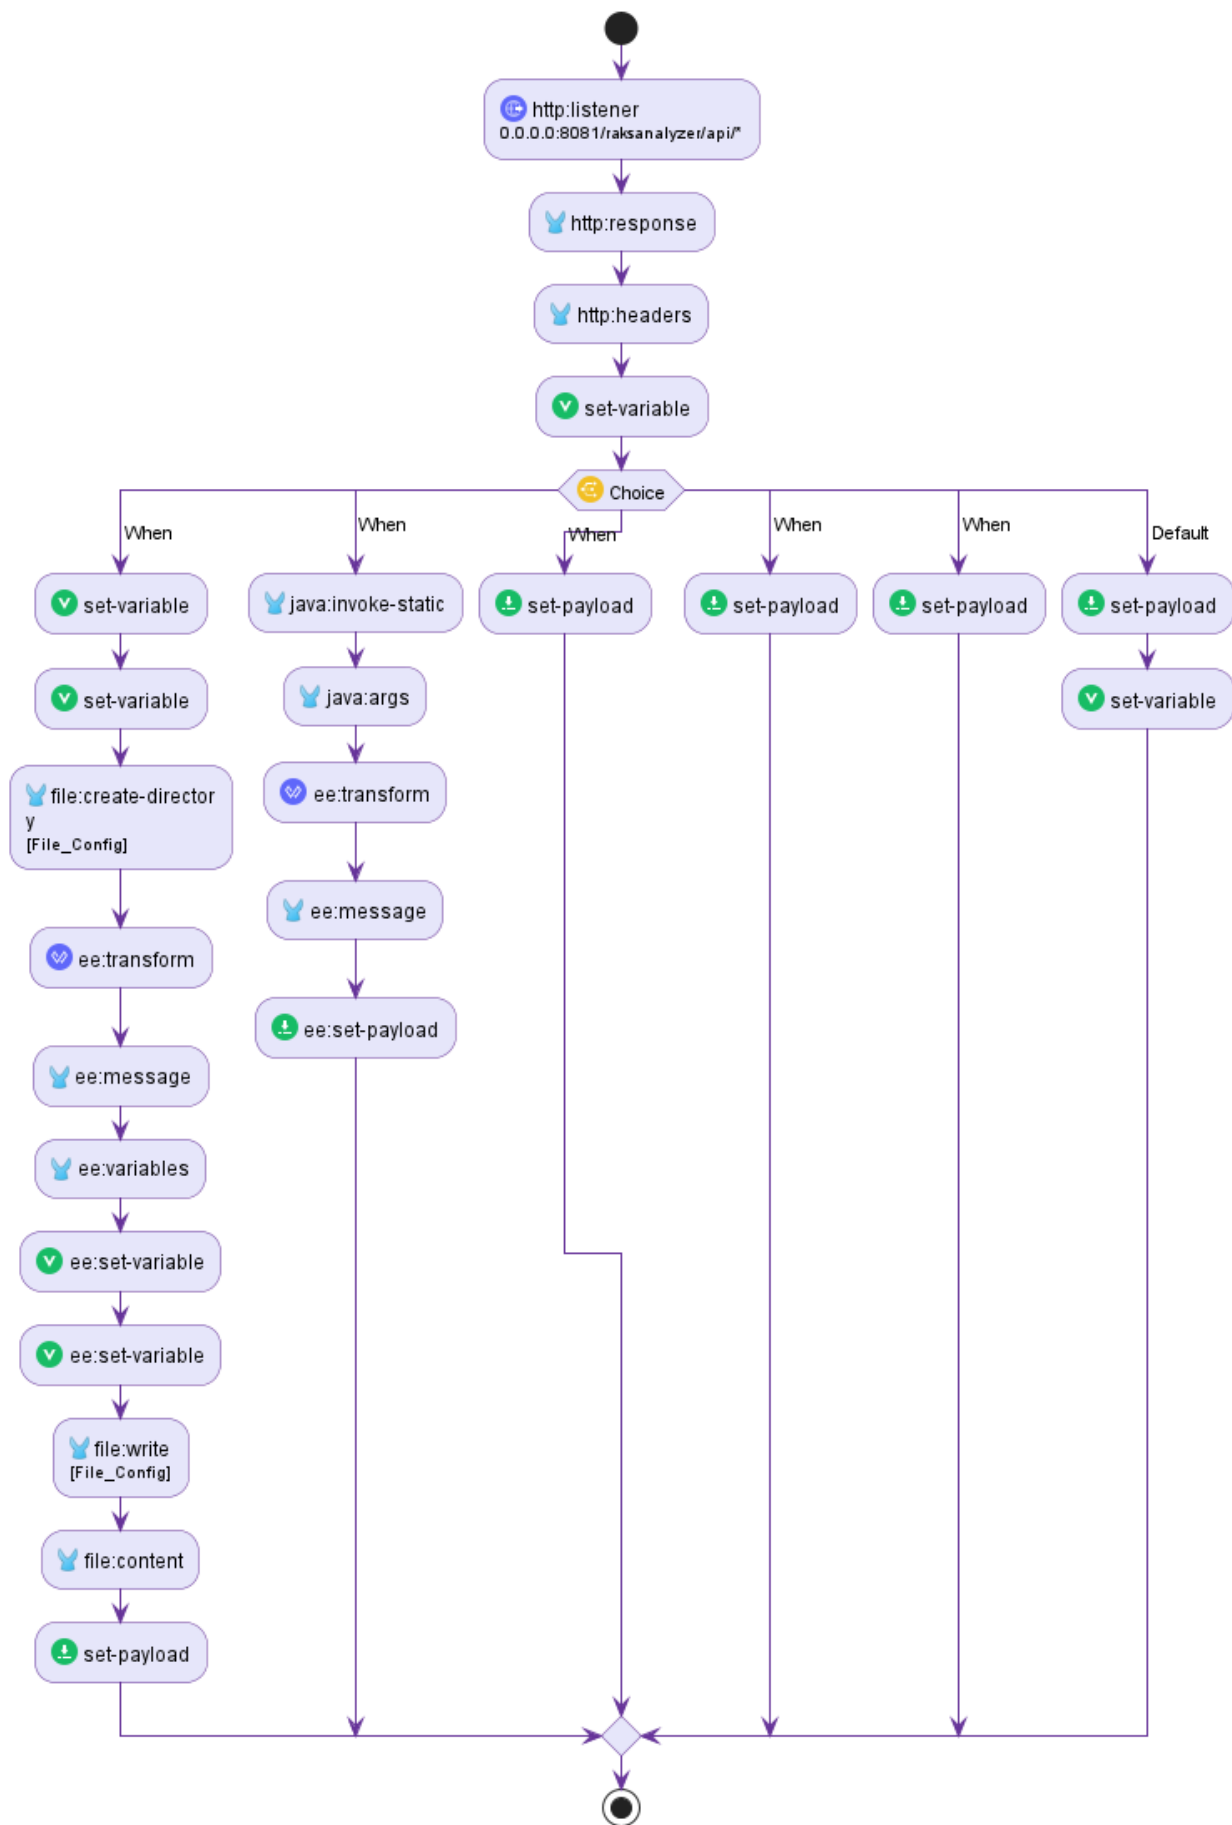 http:listener
0.0.0.0:8081/raksanalyzer/api/*
http:response
http:headers
set-variable
Choice
When
When
When
When
When
Default
set-variable
java:invoke-static
set-payload
set-payload
set-payload
set-payload
set-variable
java:args
set-variable
file:create-director
y
[File_Config]
ee:transform
ee:transform
ee:message
ee:message
ee:set-payload
ee:variables
ee:set-variable
ee:set-variable
file:write
[File_Config]
file:content
set-payload